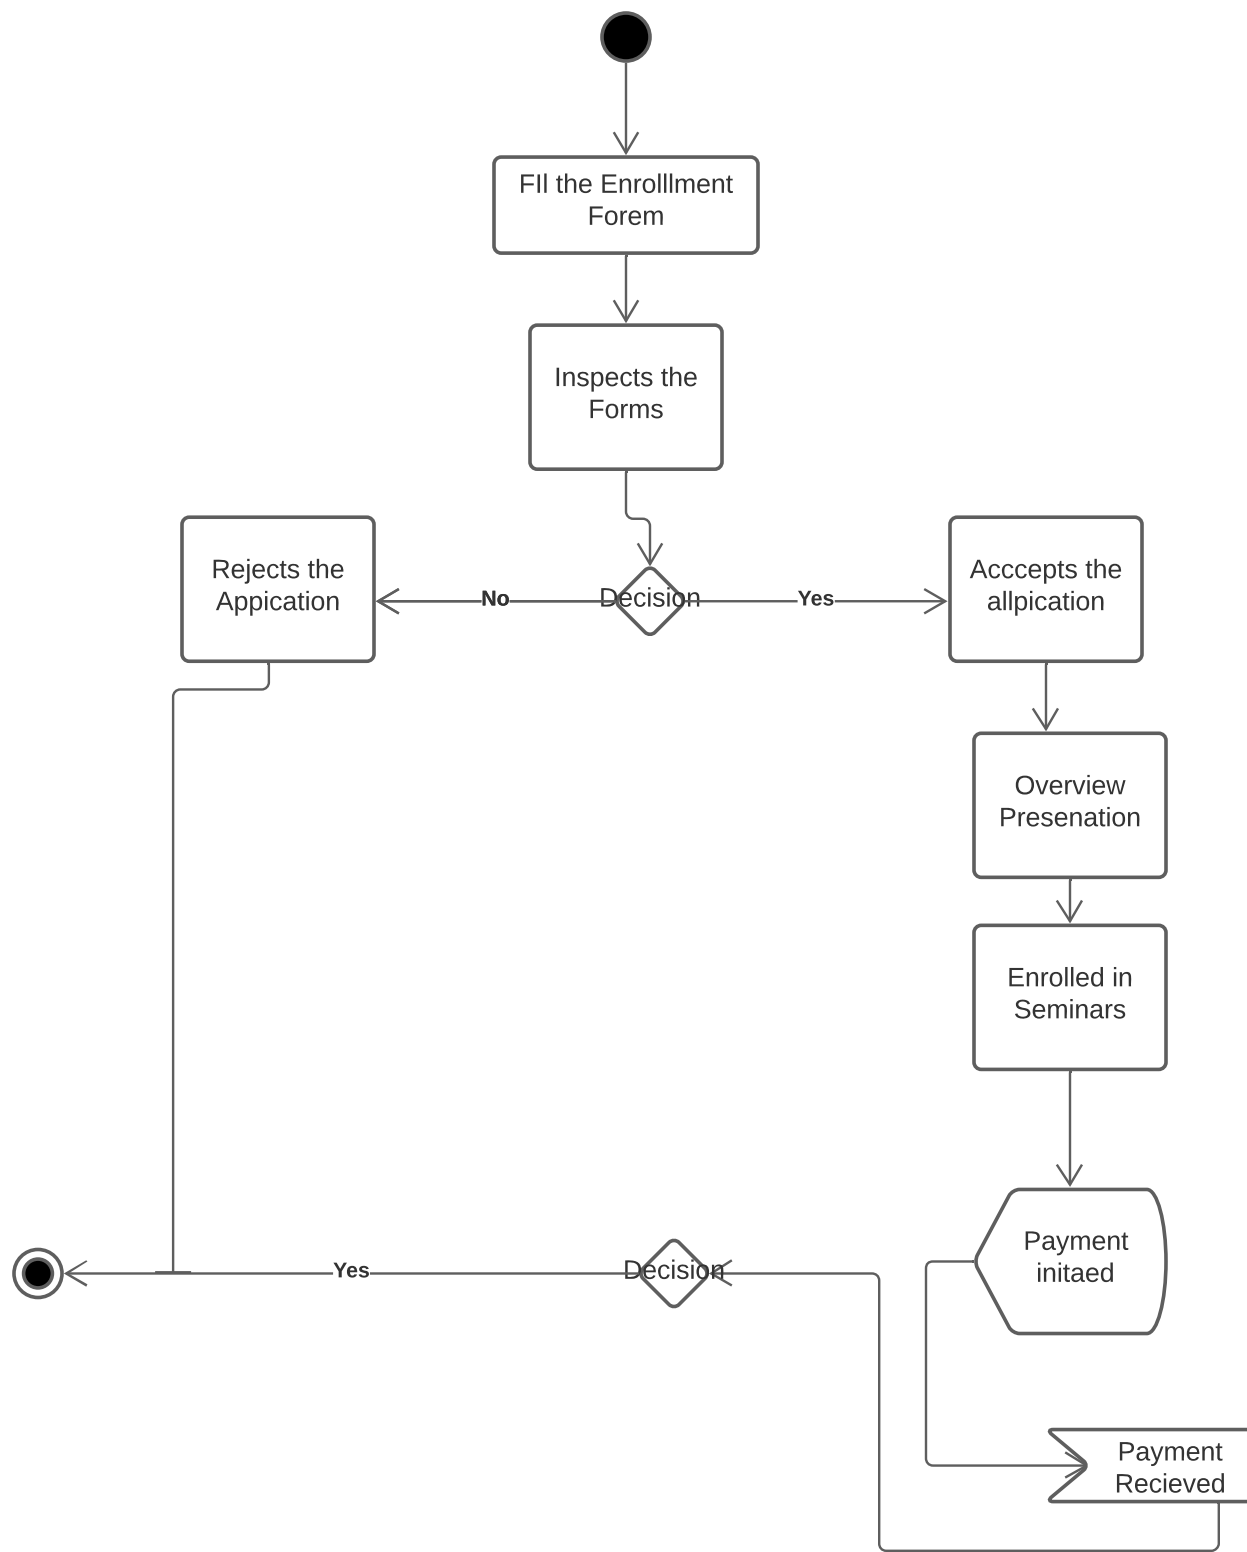 FIl the Enrolllment
Forem
Inspects the
Forms
Rejects the
Appication
No
Decision
Yes
Acccepts the
allpication
Overview
Presenation
Enrolled in
Seminars
Payment
initaed
Decision
Yes
Payment
Recieved